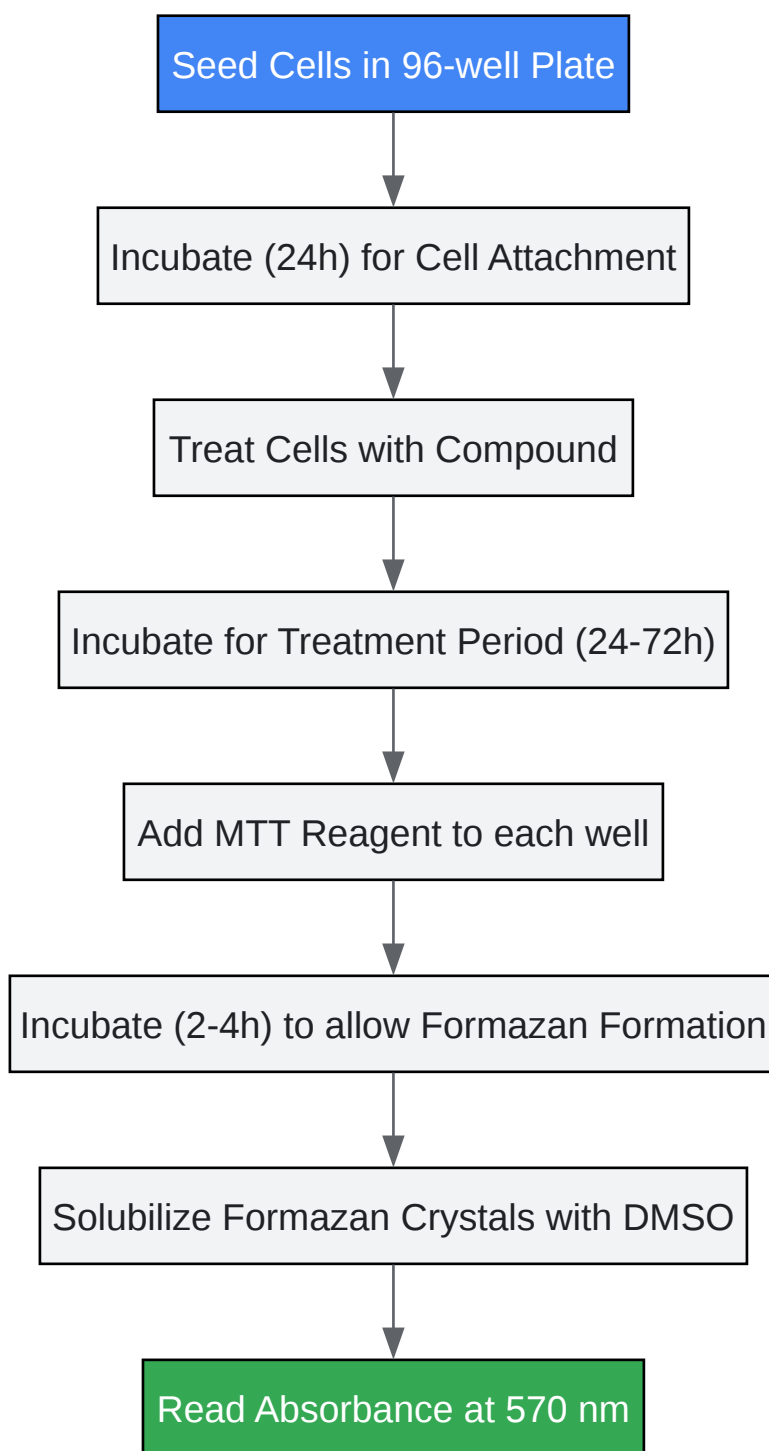 Seed Cells in 96-well Plate
Incubate (24h) for Cell Attachment
Treat Cells with Compound
Incubate for Treatment Period (24-72h)
Add MTT Reagent to each well
Incubate (2-4h) to allow Formazan Formation
Solubilize Formazan Crystals with DMSO
Read Absorbance at 570 nm